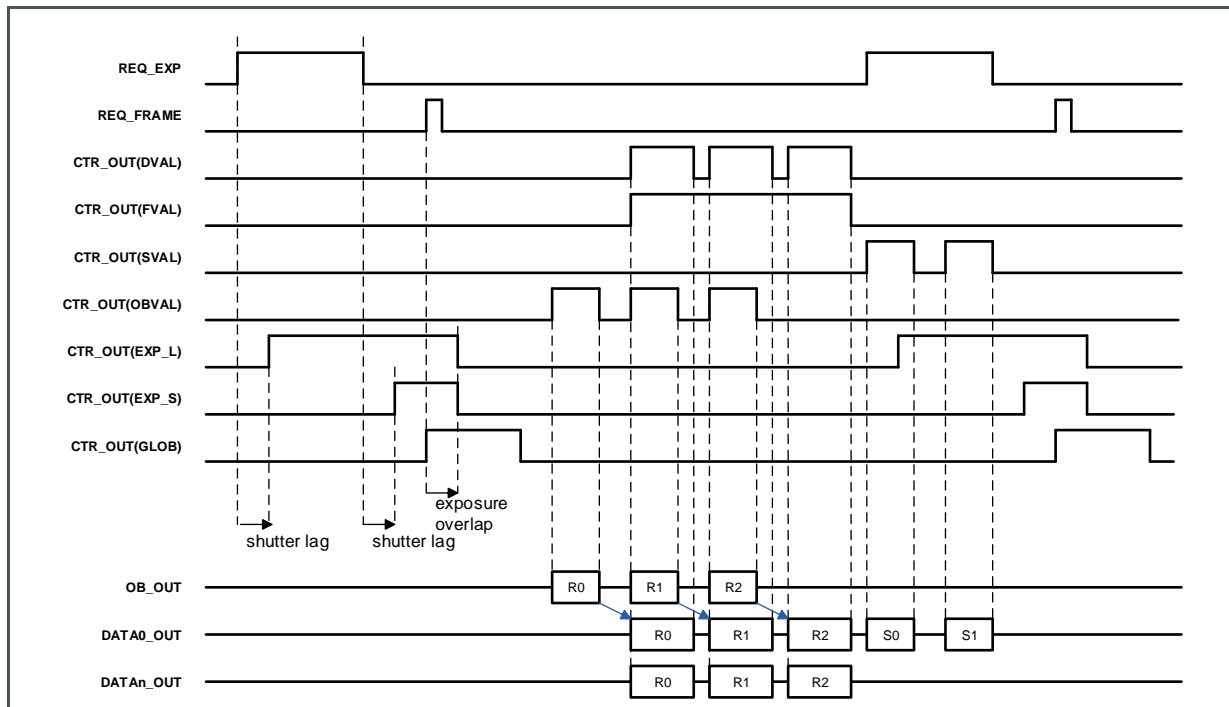 REQ_EXP
REQ_FRAME
CTR_OUT(DVAL)
CTR_OUT(FVAL)
CTR_OUT(SVAL)
CTR_OUT(OBVAL)
CTR_OUT(EXP_L)
CTR_OUT(EXP_S)
CTR_OUT(GLOB)
exposure
overlap
shutter lag
shutter lag
OB_OUT
R0
R1
R2
DATA0_OUT
R0
R1
R2
S0
S1
DATAn_OUT
R0
R1
R2